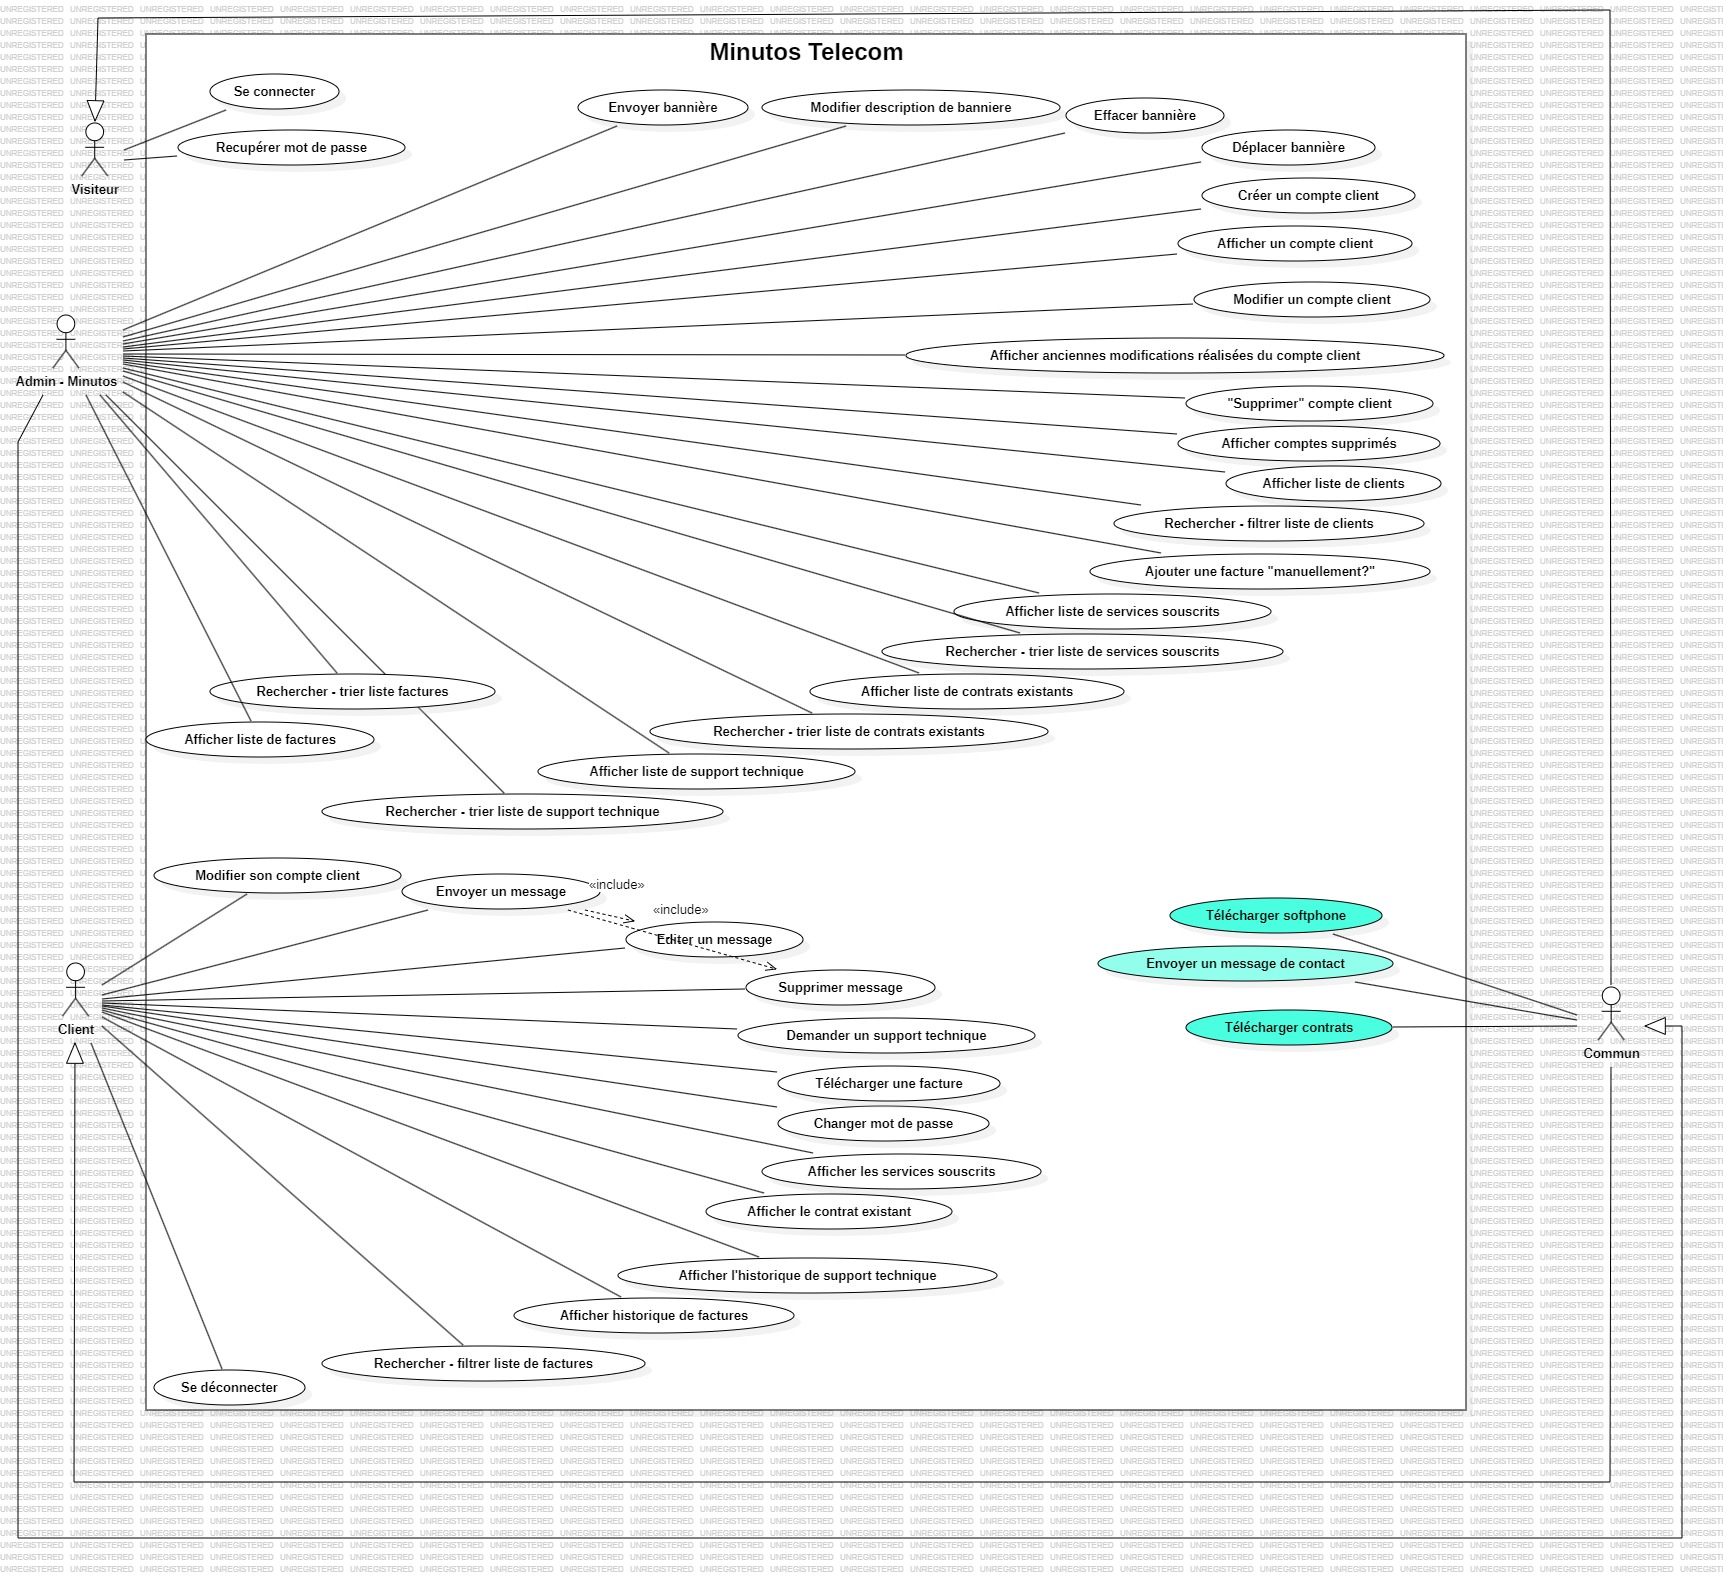 Minutos Telecom
Se connecter
Envoyer bannière
Modifier description de banniere
Effacer bannière
Recupérer mot de passe
Déplacer bannière
Visiteur
Créer un compte client
Afficher un compte client
Modifier un compte client
Afficher anciennes modifications réalisées du compte client
Admin - Minutos
"Supprimer" compte client
Afficher comptes supprimés
Afficher liste de clients
Rechercher - filtrer liste de clients
Ajouter une facture "manuellement?"
Afficher liste de services souscrits
Rechercher - trier liste de services souscrits
Rechercher - trier liste factures
Afficher liste de contrats existants
Rechercher - trier liste de contrats existants
Afficher liste de factures
Afficher liste de support technique
Rechercher - trier liste de support technique
Modifier son compte client
Envoyer un message
«include»
«include»
Editer un message
Télécharger softphone
Envoyer un message de contact
Supprimer message
Client
Demander un support technique
Télécharger contrats
Commun
Télécharger une facture
Changer mot de passe
Afficher les services souscrits
Afficher le contrat existant
Afficher l'historique de support technique
Afficher historique de factures
Rechercher - filtrer liste de factures
Se déconnecter
UNREGISTERED